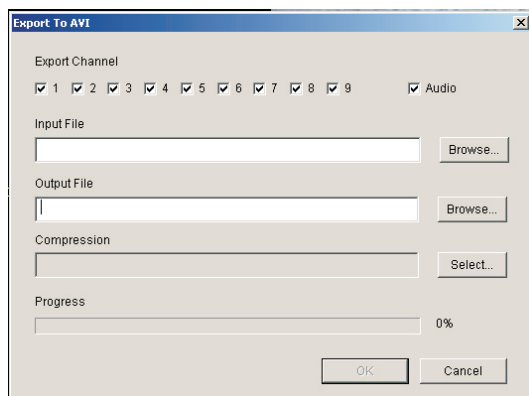 Export To AVI
Export Channel
1 2 3 4 5 6 7 8 9 Audio
Input File
Browse...
Output File
Browse...
Compression
Select...
Progress
0%
OK Cancel